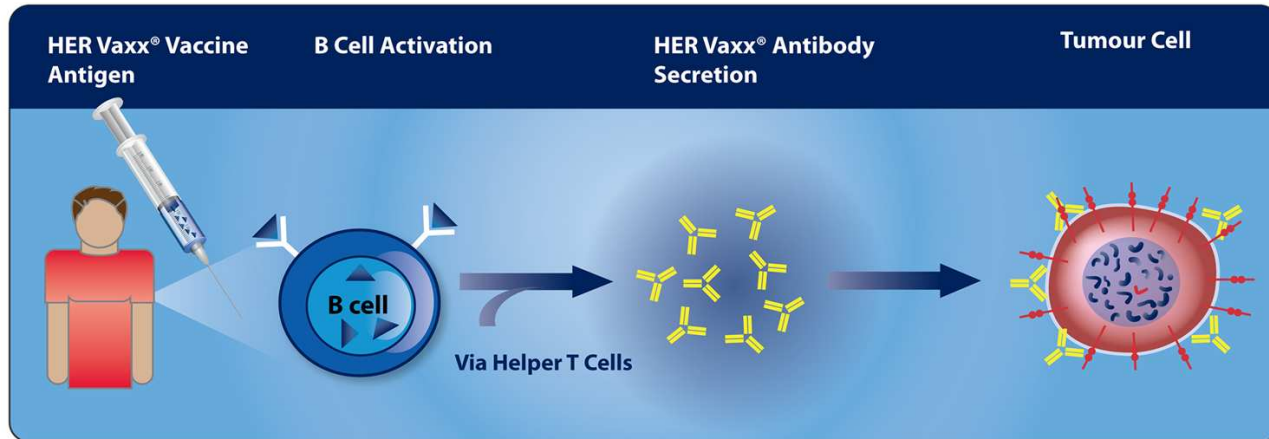 HER Vaxx® Vaccine
Antigen
B Cell Activation
HER Vaxx® Antibody
Secretion
Tumour Cell
B cell
Via Helper T Cells